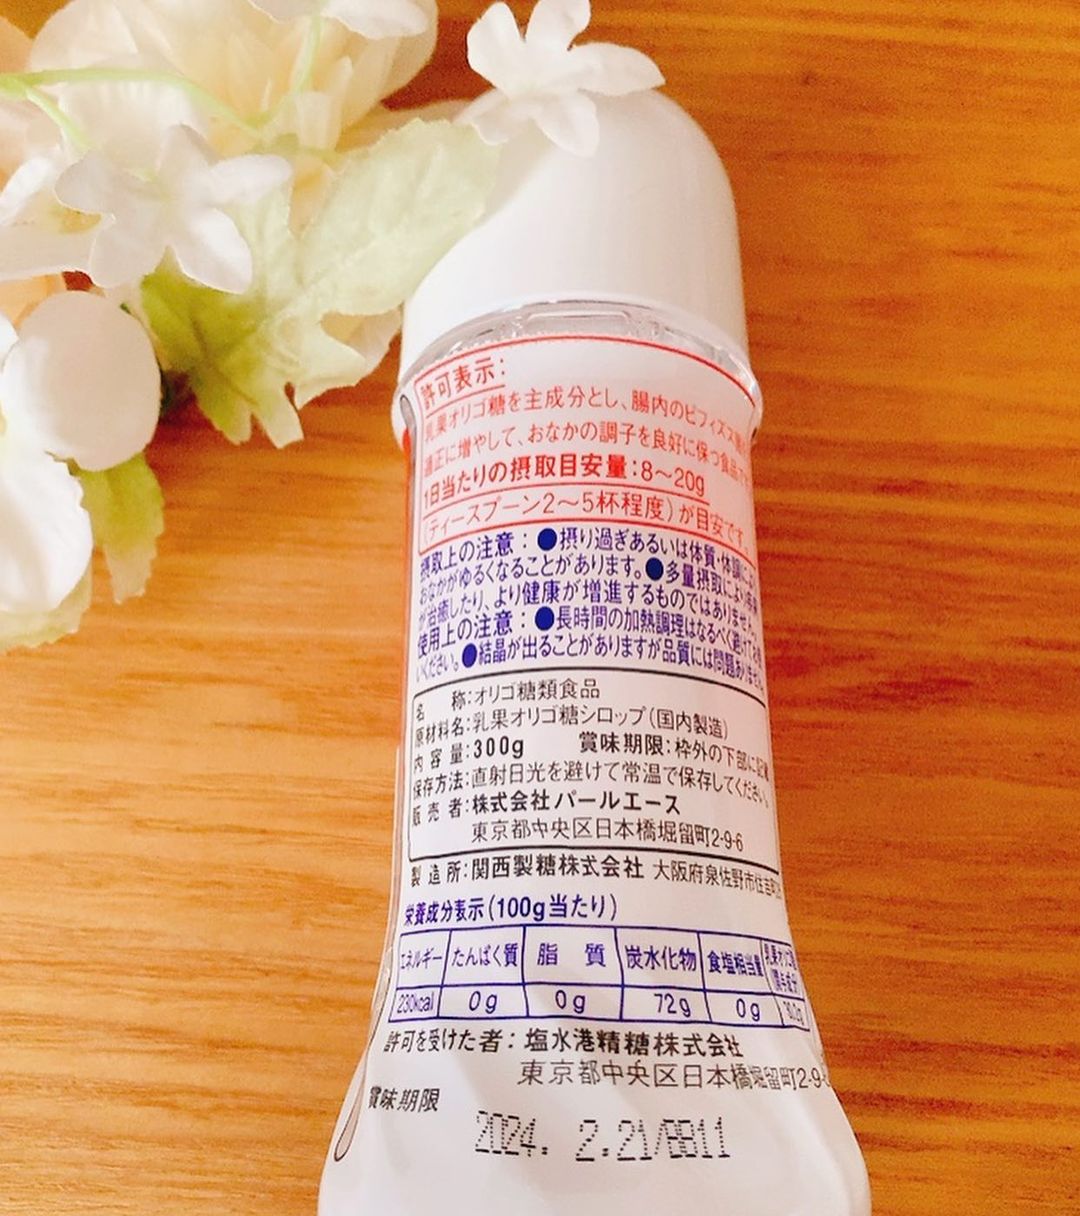 許可表示:
乳果オリゴ糖を主成分とし、腸内のビフィズス
適正に増やして、おなかの調子を良好に保つ食品
1日当たりの摂取目安量:8〜20g
(ティースプーン2〜5杯程度)が目安です。
摂取上の注意:●摂り過ぎあるいは体質・体調によ
おなかがゆるくなることがあります。●多量摂取により疾病
が治癒したり、より健康が増進するものではありません。
使用上の注意:●長時間の加熱調理はなるべく避けて
いください。●結晶が出ることがありますが品質には問題ありません
名 称:オリゴ糖類食品
原材料名:乳果オリゴ糖シロップ(国内製造)
内容量:300g 賞味期限:枠外の下部に記載
保存方法:直射日光を避けて常温で保存してください。
販売者:株式会社パールエース
東京都中央区日本橋堀留町2-9-6
製造所:関西製糖株式会社 大阪府泉佐野市住吉町
栄養成分表示(100g当たり)
エネルギー たんぱく質 脂 質 炭水化物 食塩相当量 乳果オリゴ糖
(関与成分)
230kcal 0g 0g 72g 0g
許可を受けた者:塩水港精糖株式会社
東京都中央区日本橋堀留町2-9-6
賞味期限
2024. 2.21/BB11